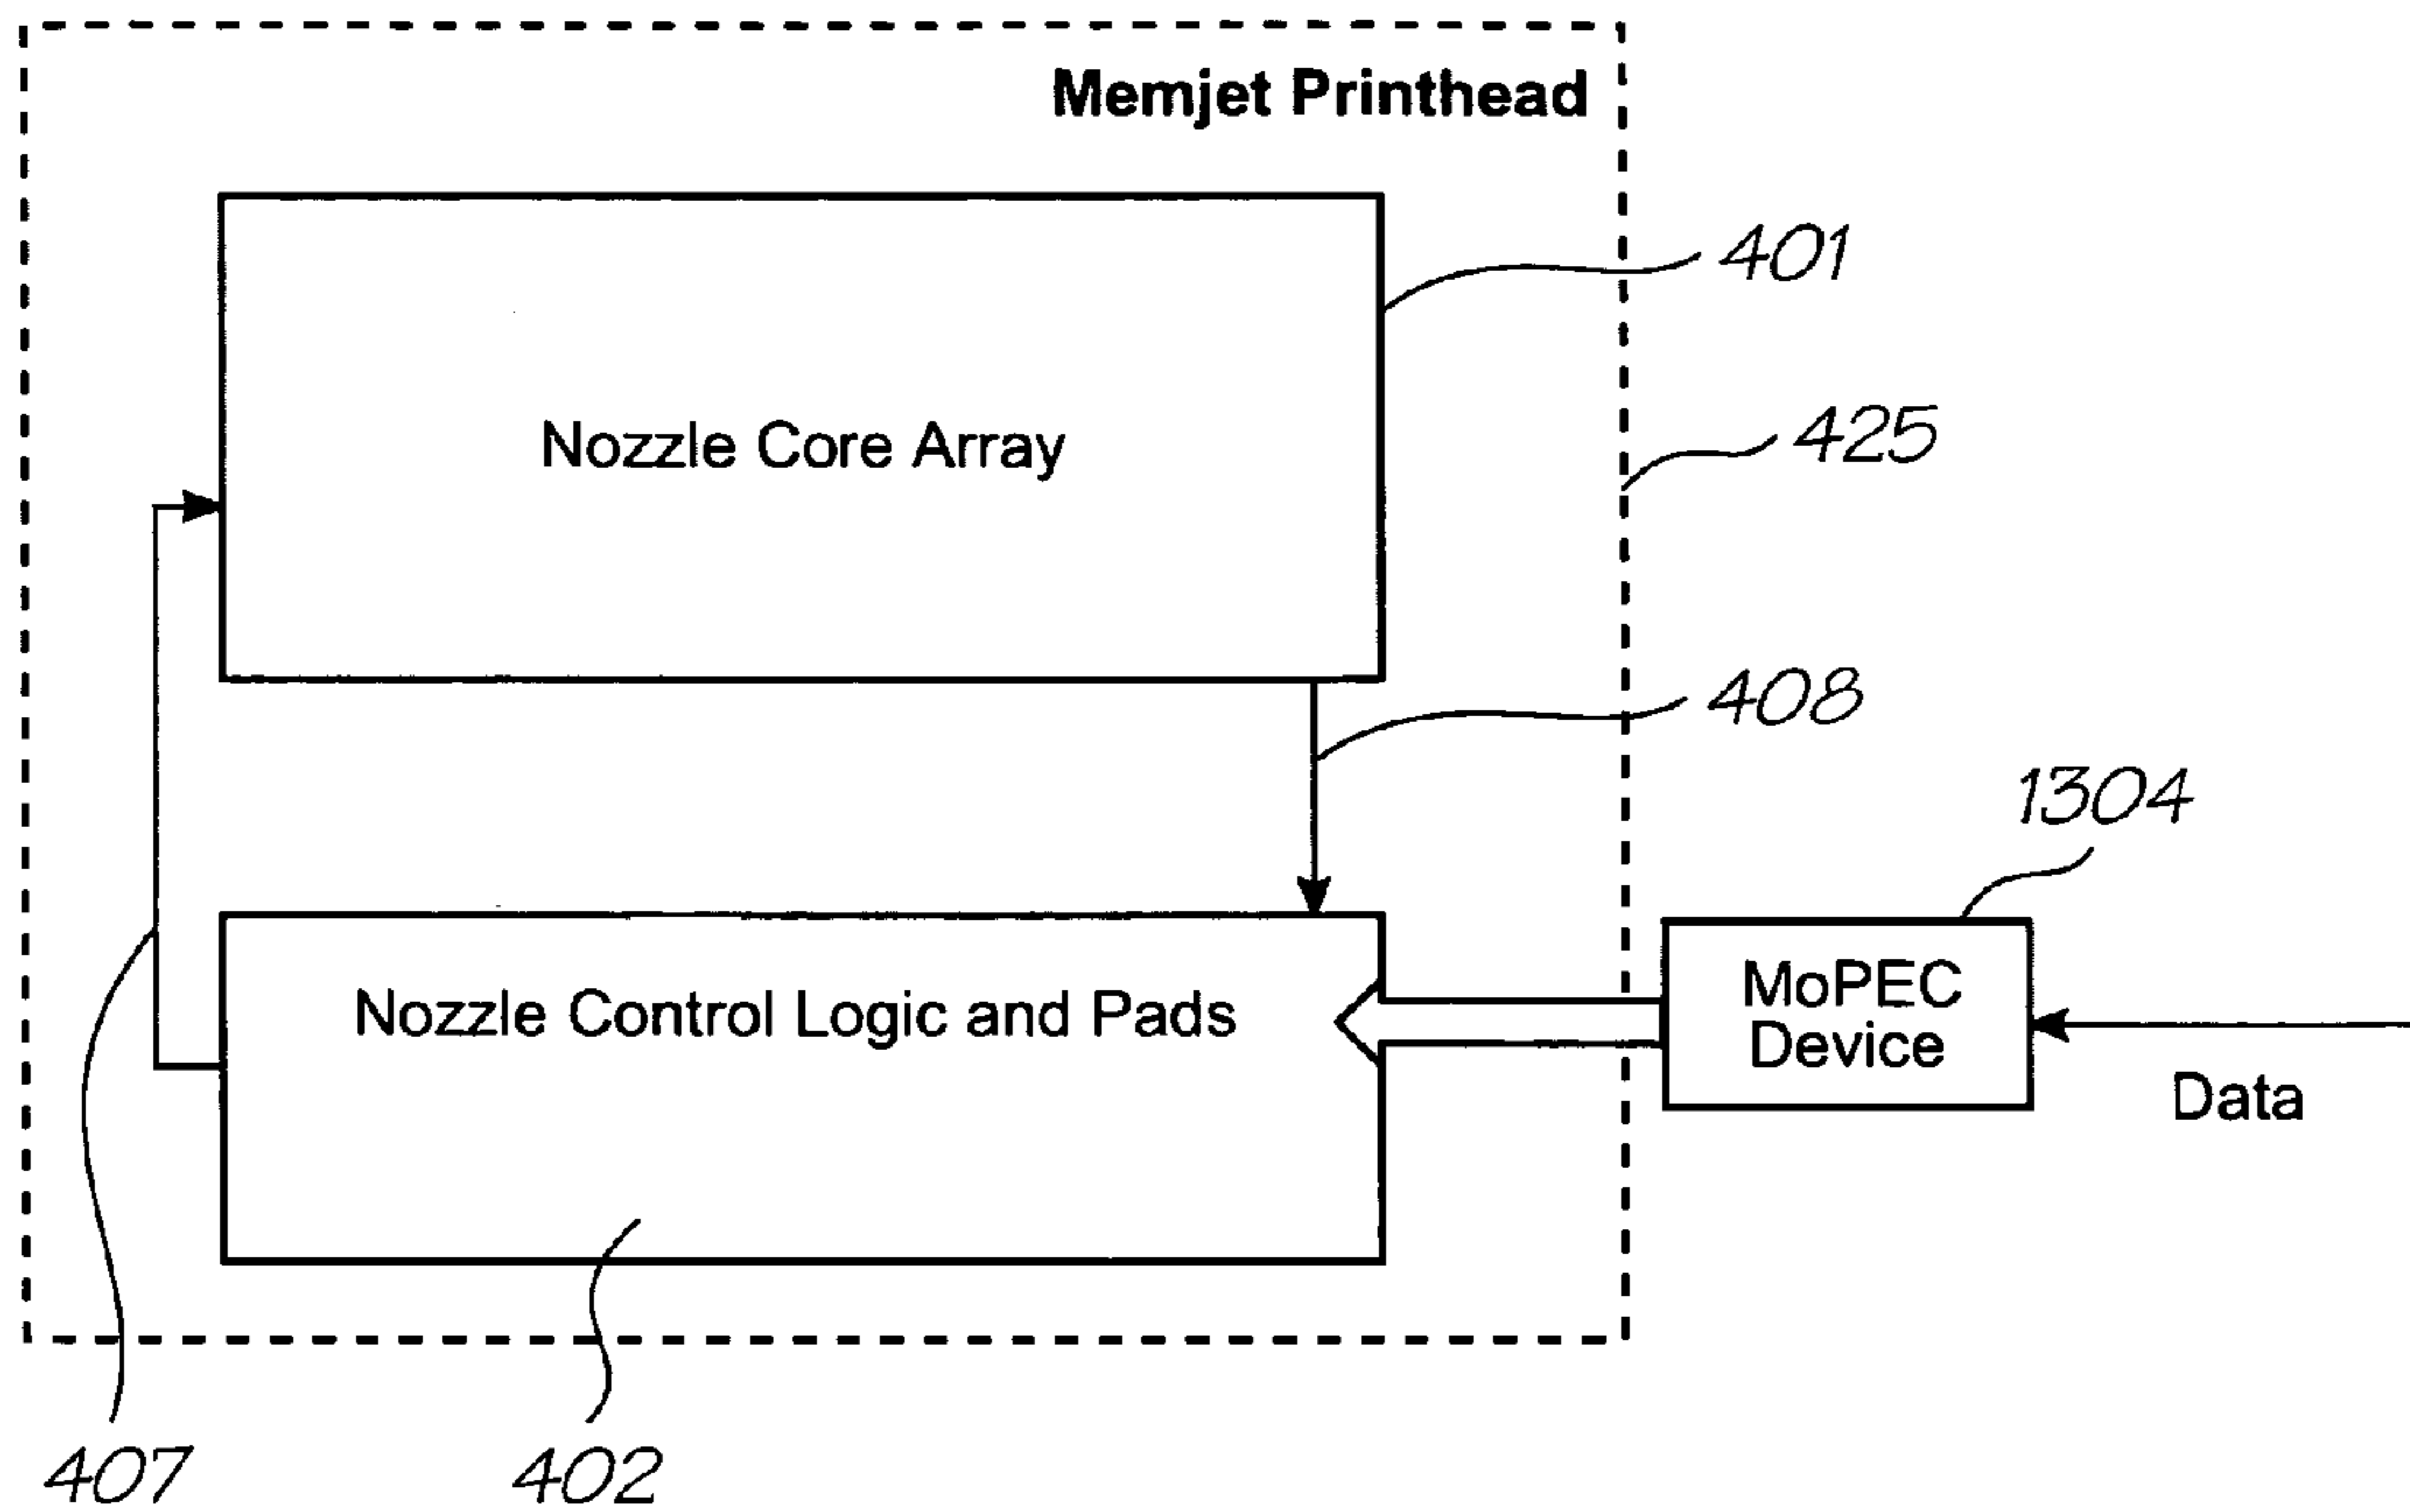 Memjet Printhead
401
Nozzle Core Array
425
408
1304
Nozzle Control Logic and Pads
MoPEC
Device
Data
407
402